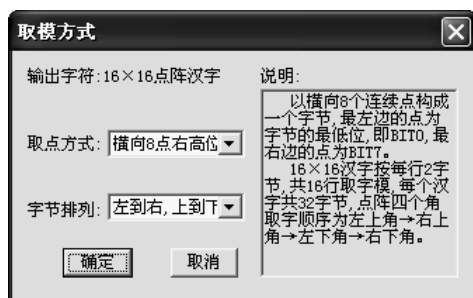 取模方式
输出字符:16×16点阵汉字
说明:
以横向8个连续点构成
一个字节,最左边的点为
字节的最低位,即BIT0,最
右边的点为BIT7。
16×16汉字按每行2字
节,共16行取字模,每个汉
字共32字节,点阵四个角
取字顺序为左上角→右上
角→左下角→右下角。
取点方式:
横向8点右高位
字节排列:
左到右,上到下
确定
取消